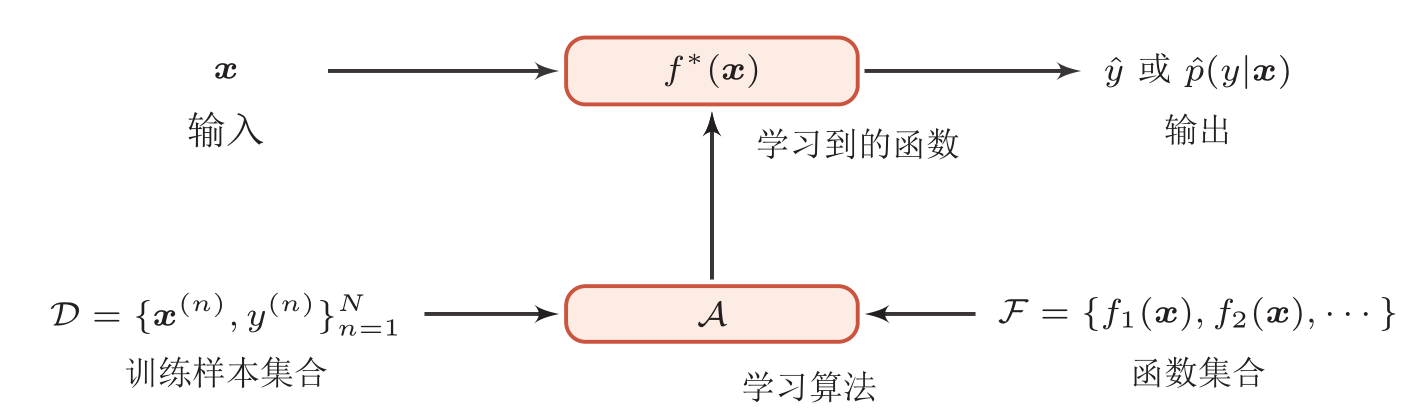 x f*(x) ŷ 或 p̂(y|x)
输入 学习到的函数 输出
𝒟 = {x⁽ⁿ⁾, y⁽ⁿ⁾}ᴺₙ₌₁ 𝒜 ℱ = {f₁(x), f₂(x), ⋯}
训练样本集合 学习算法 函数集合